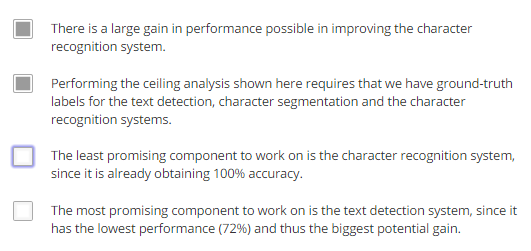 There is a large gain in performance possible in improving the character
recognition system.
Performing the ceiling analysis shown here requires that we have ground-truth
labels for the text detection, character segmentation and the character
recognition systems.
The least promising component to work on is the character recognition system,
since it is already obtaining 100% accuracy.
The most promising component to work on is the text detection system, since it
has the lowest performance (72%) and thus the biggest potential gain.